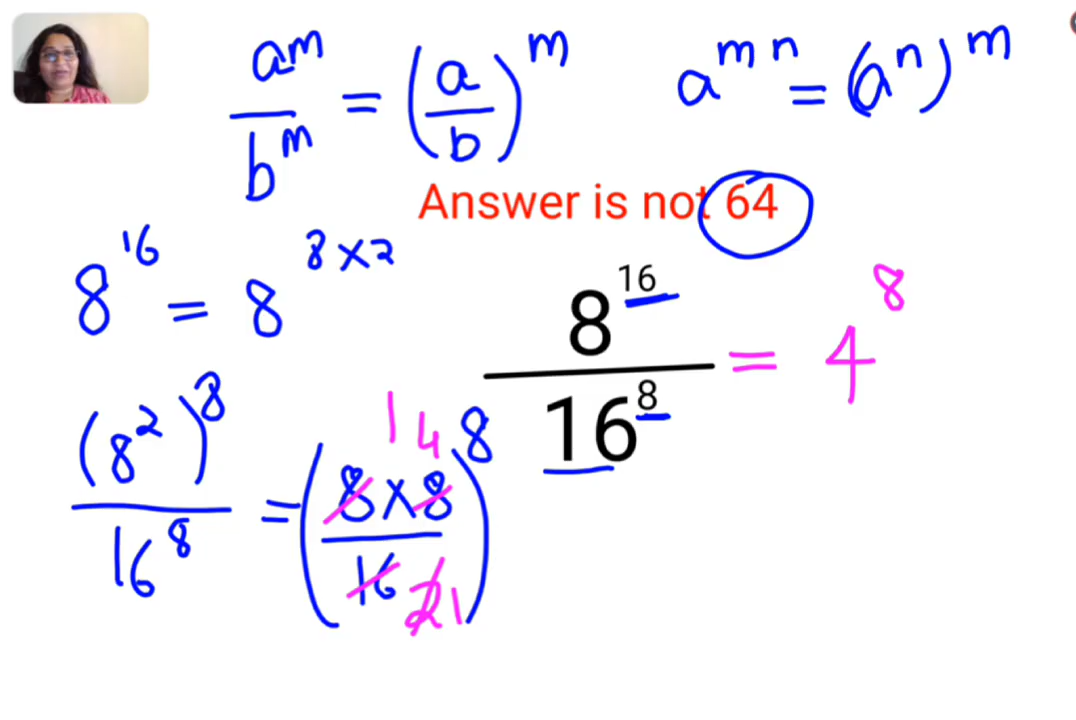 a^m / b^m = (a/b)^m
a^mn = (a^n)^m
Answer is not 64
8^16 = 8^8×2
8^16 / 16^8 = 4^8
(8^2)^8 / 16^8 = (8×8 / 16)^8
1 4
2 1